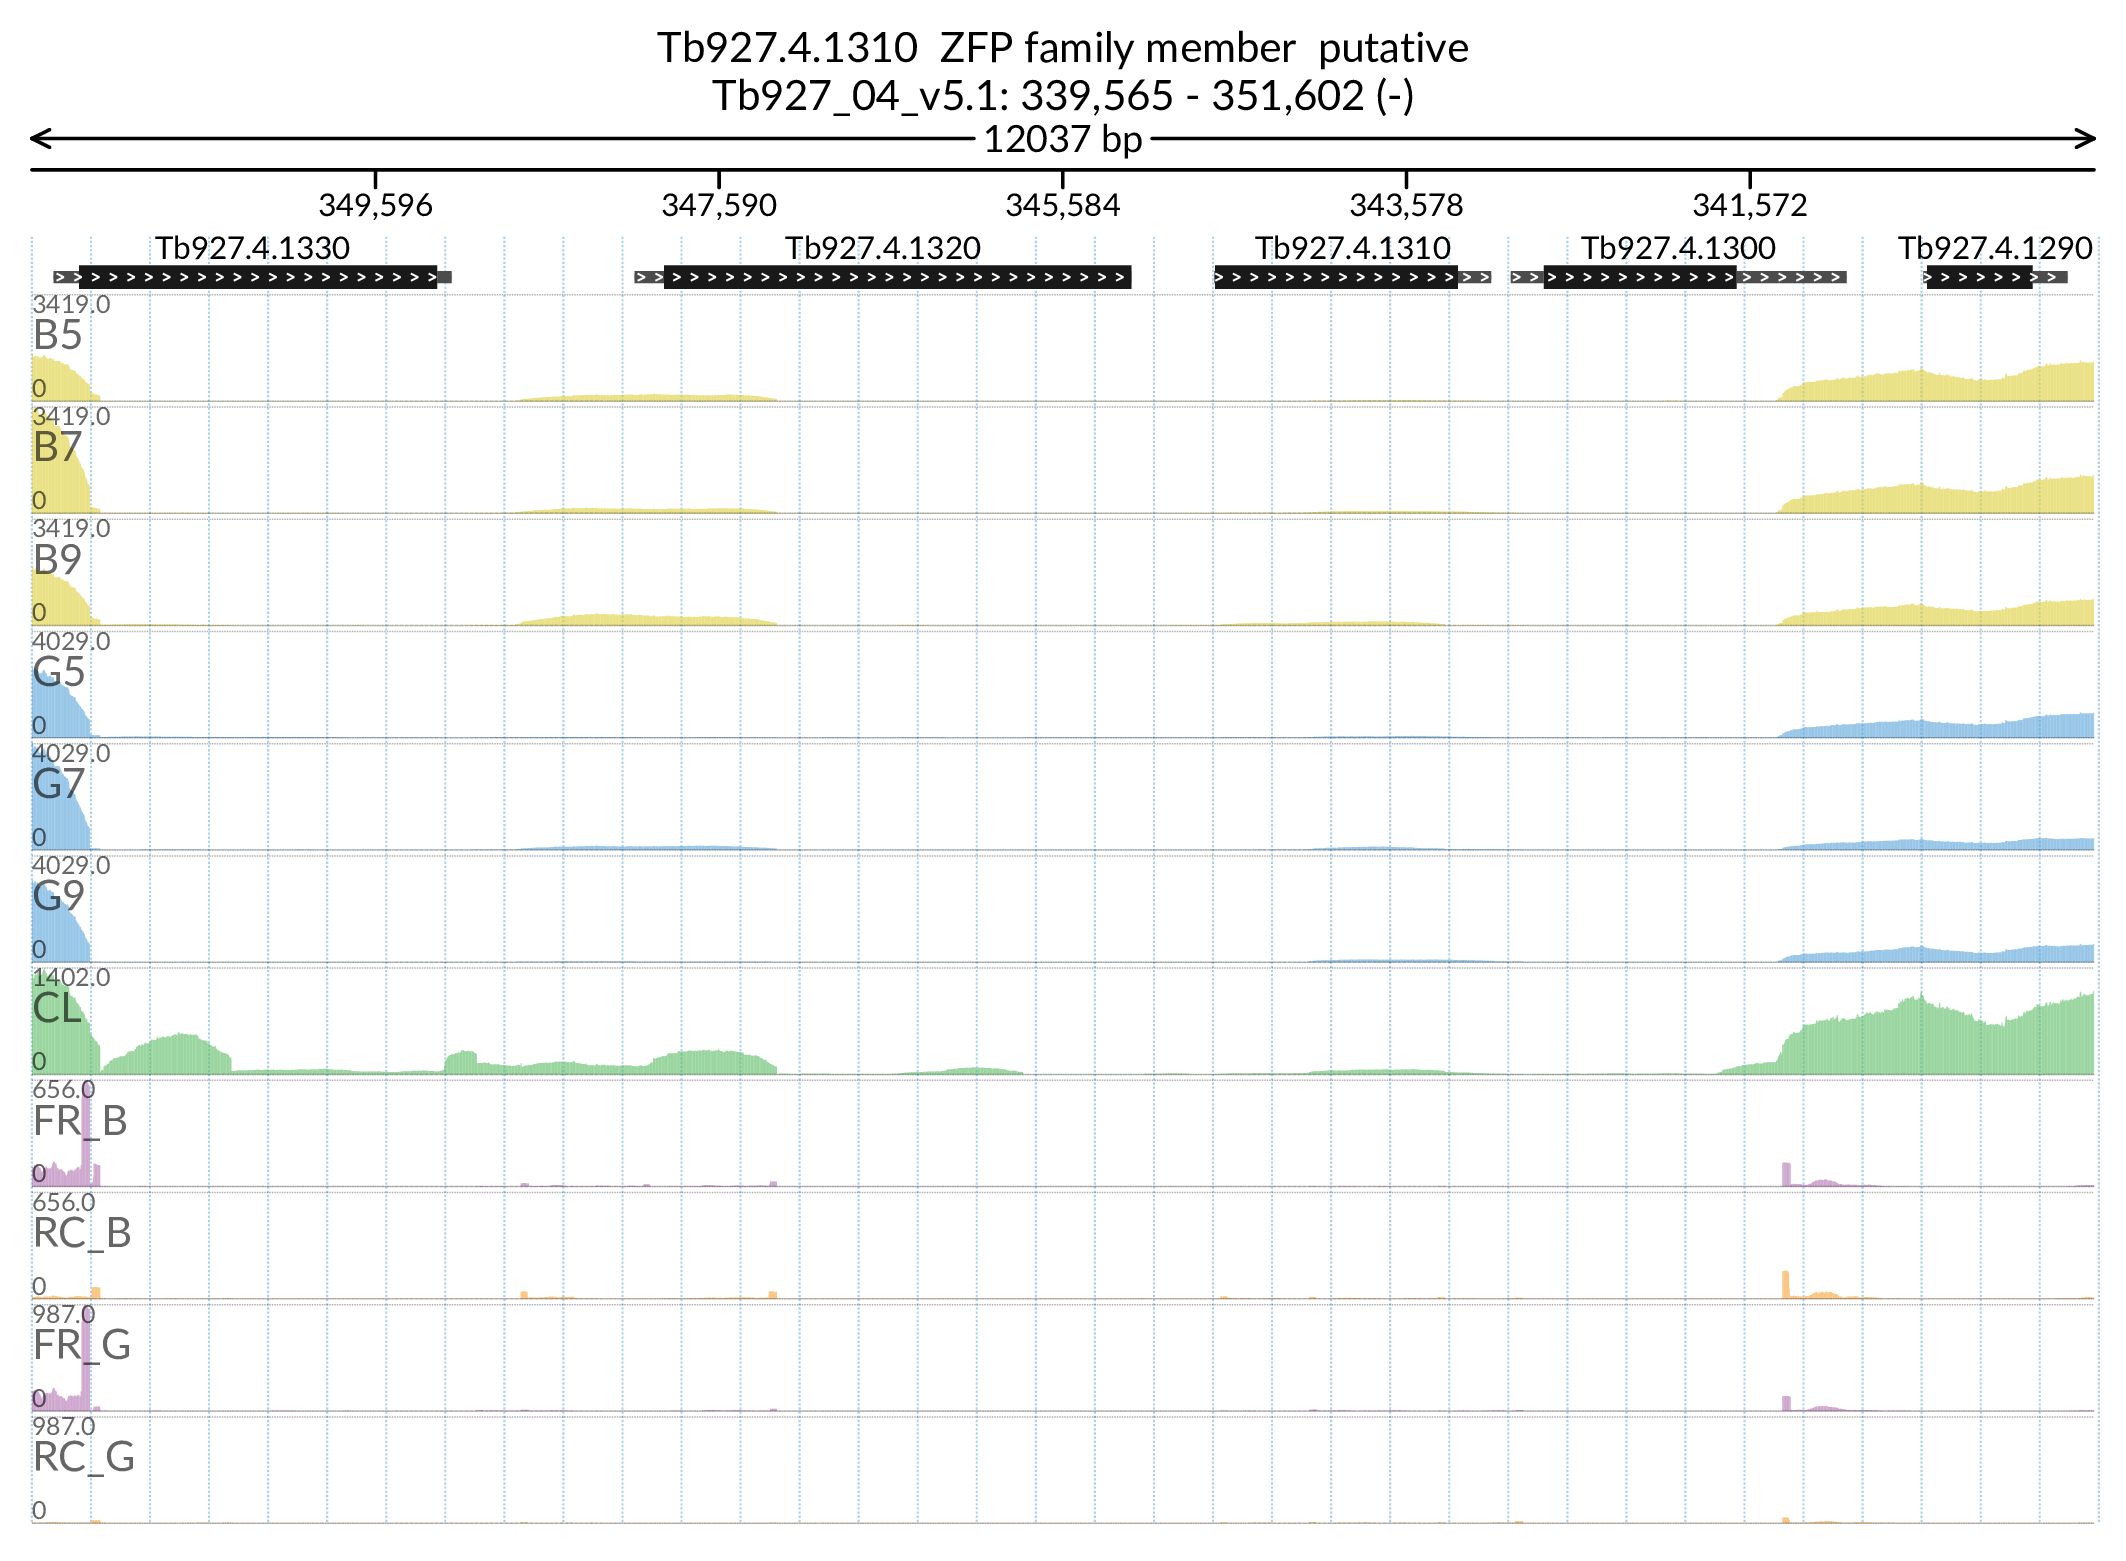 Tb927.4.1310  ZFP family member  putative
Tb927_04_v5.1: 339,565 - 351,602 (-)
12037 bp
349,596 347,590 345,584 343,578 341,572
Tb927.4.1330 Tb927.4.1320 Tb927.4.1310 Tb927.4.1300 Tb927.4.1290
3419.0
B5
0
3419.0
B7
0
3419.0
B9
0
4029.0
G5
0
4029.0
G7
0
4029.0
G9
0
1402.0
CL
0
656.0
FR_B
0
656.0
RC_B
0
987.0
FR_G
0
987.0
RC_G
0